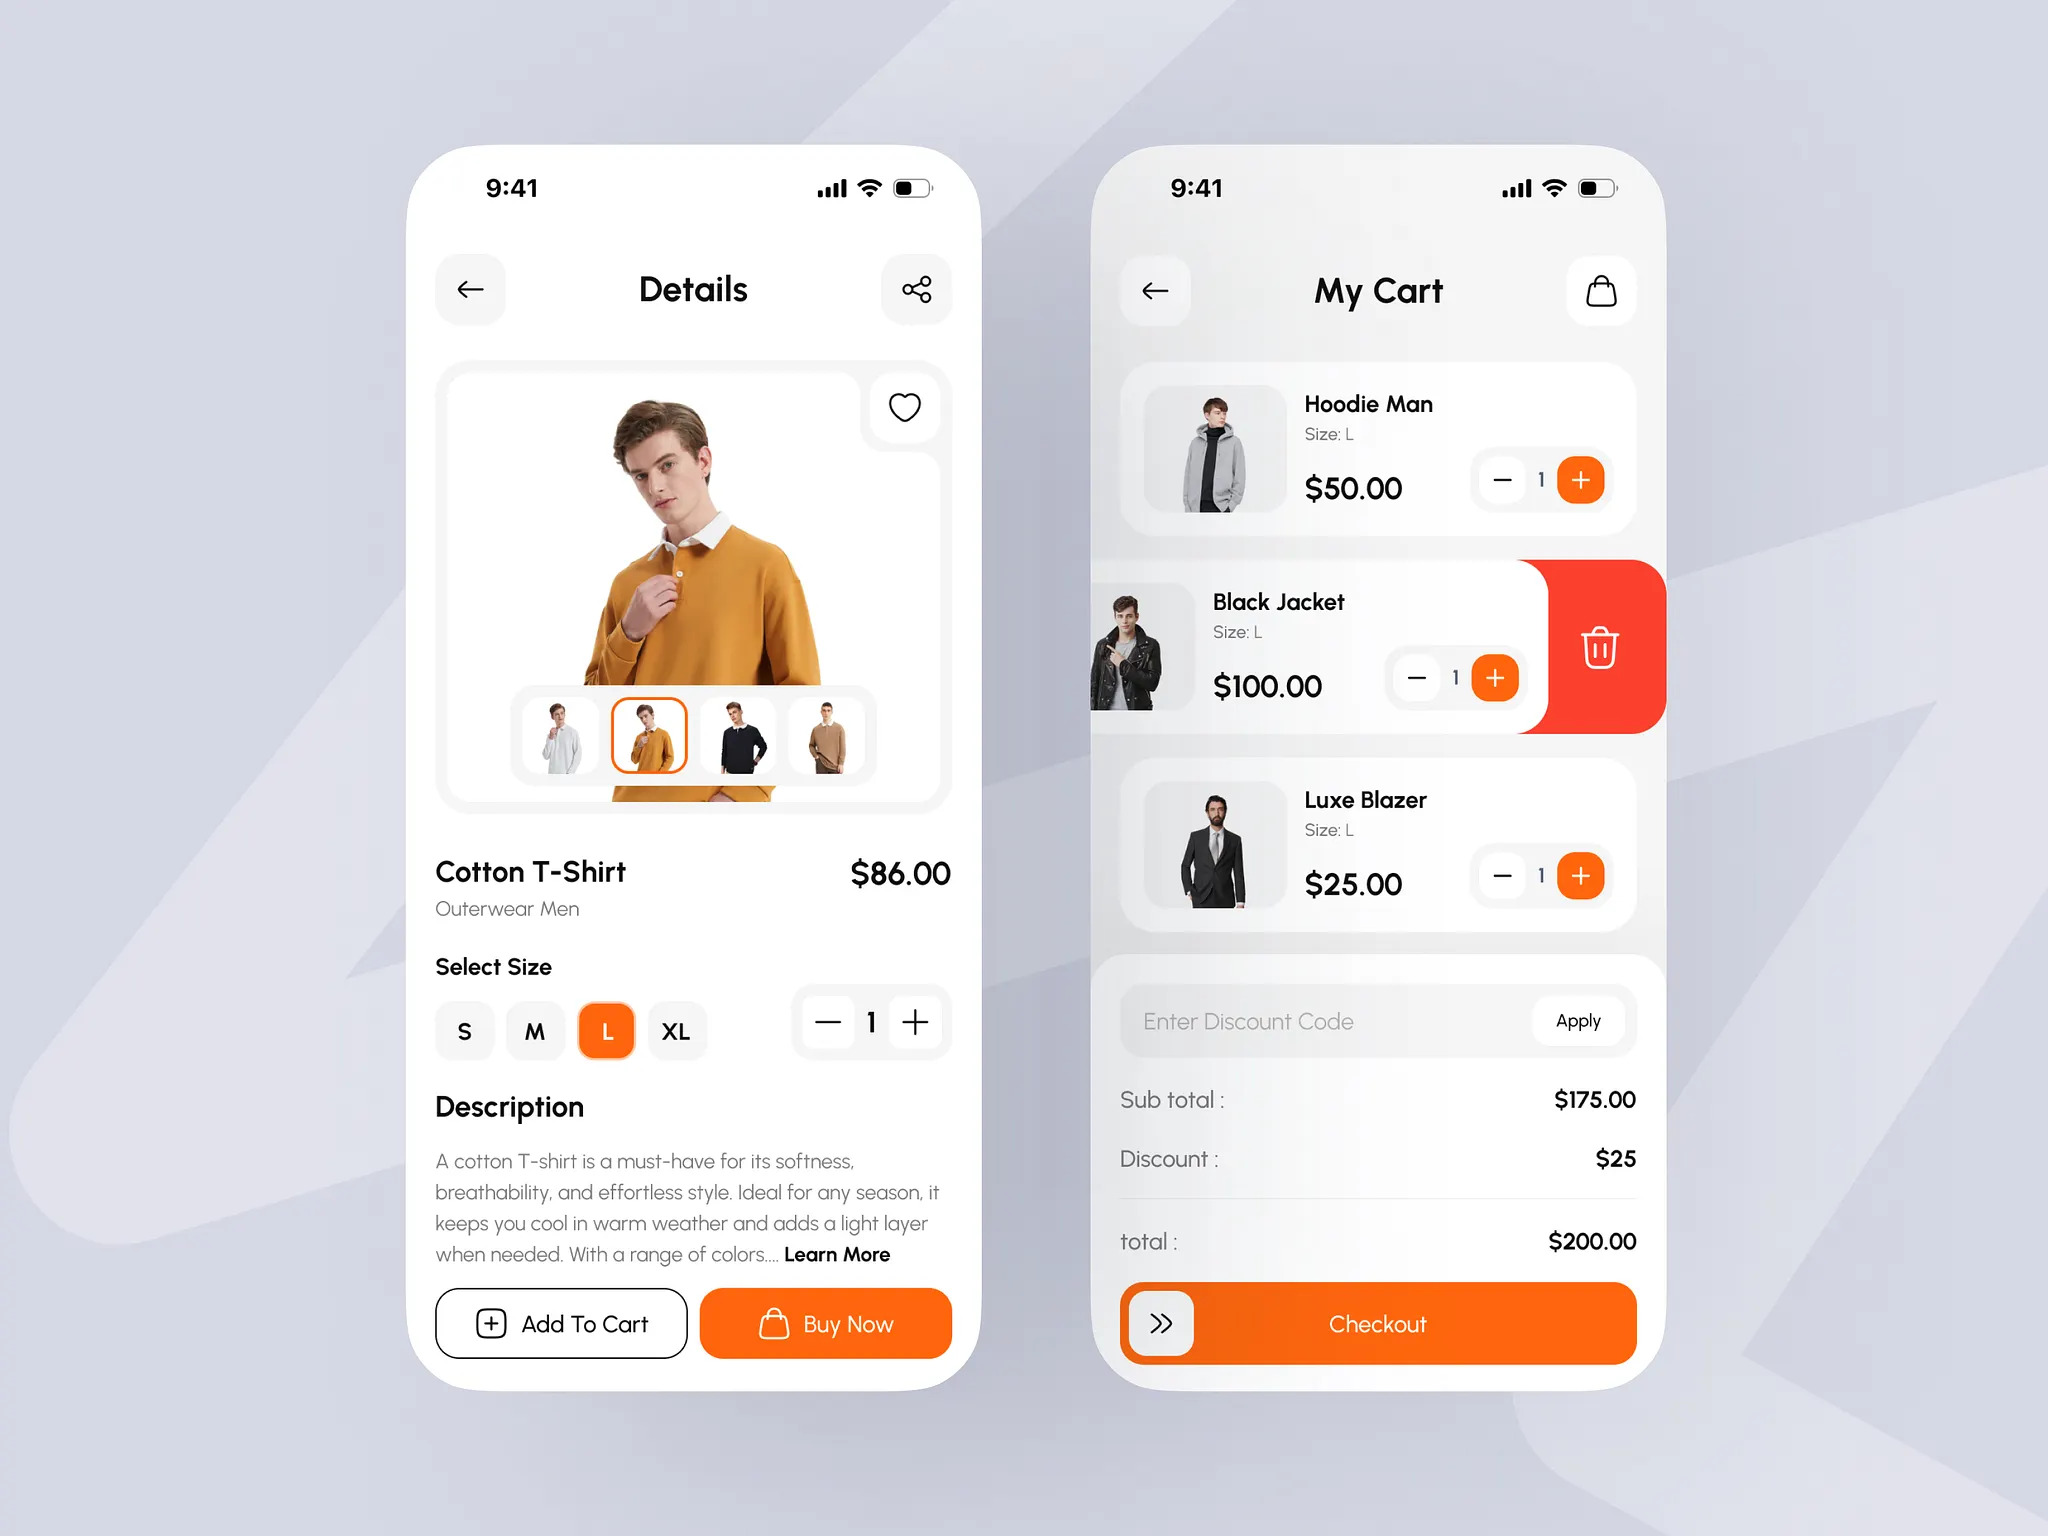 9:41
Details
Cotton T-Shirt
$86.00
Outerwear Men
Select Size
S M L XL
1
Description
A cotton T-shirt is a must-have for its softness,
breathability, and effortless style. Ideal for any season, it
keeps you cool in warm weather and adds a light layer
when needed. With a range of colors.... Learn More
Add To Cart
Buy Now
9:41
My Cart
Hoodie Man
Size: L
$50.00
1
Black Jacket
Size: L
$100.00
1
Luxe Blazer
Size: L
$25.00
1
Enter Discount Code
Apply
Sub total :
$175.00
Discount :
$25
total :
$200.00
Checkout